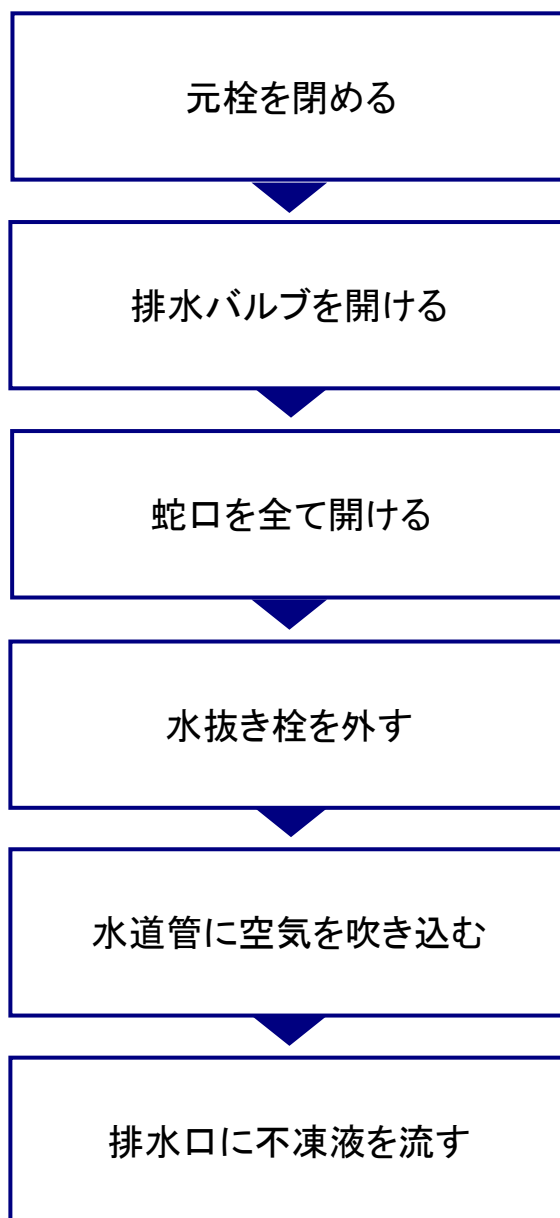 元栓を閉める
排水バルブを開ける
蛇口を全て開ける
水抜き栓を外す
水道管に空気を吹き込む
排水口に不凍液を流す